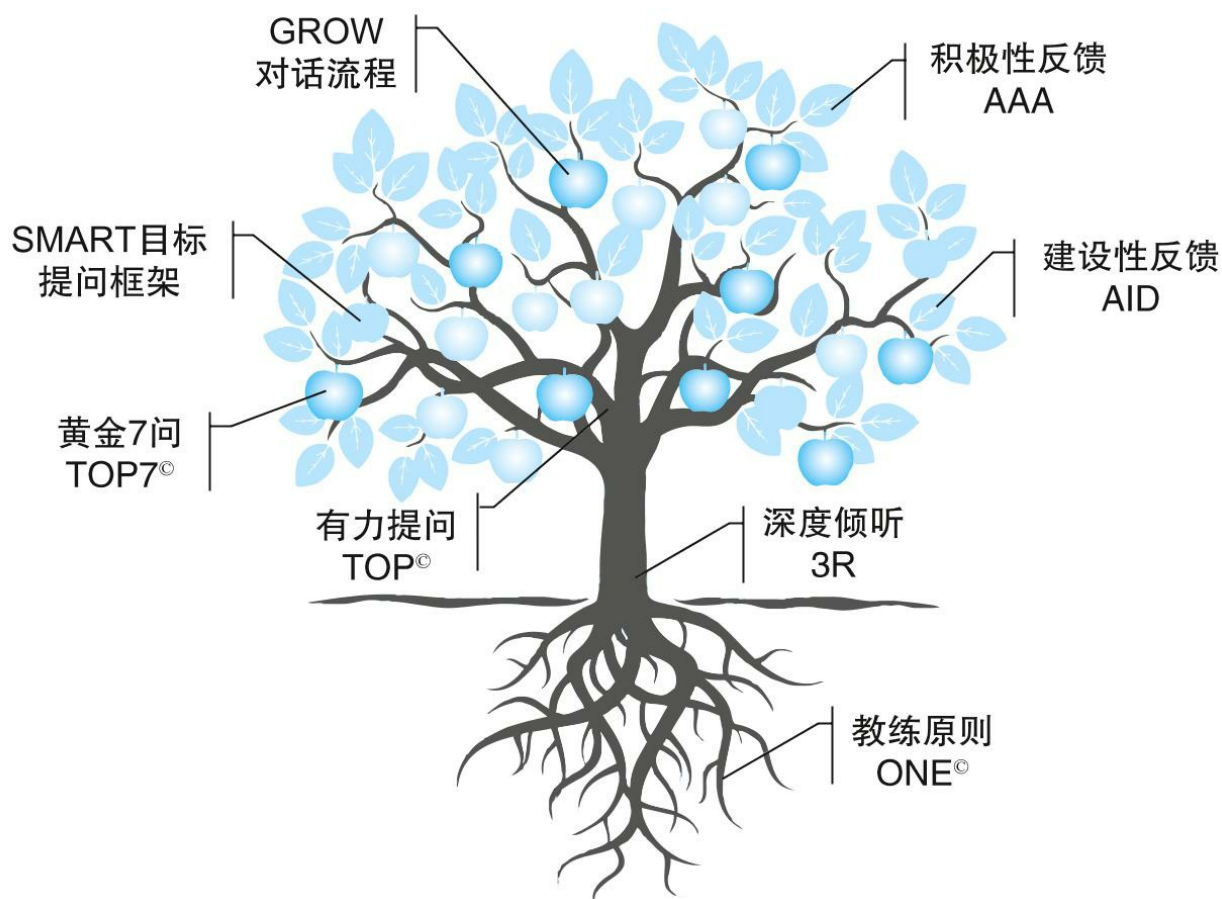 GROW
对话流程
积极性反馈
AAA
SMART目标
提问框架
建设性反馈
AID
黄金7问
TOP7©
有力提问
TOP©
深度倾听
3R
教练原则
ONE©